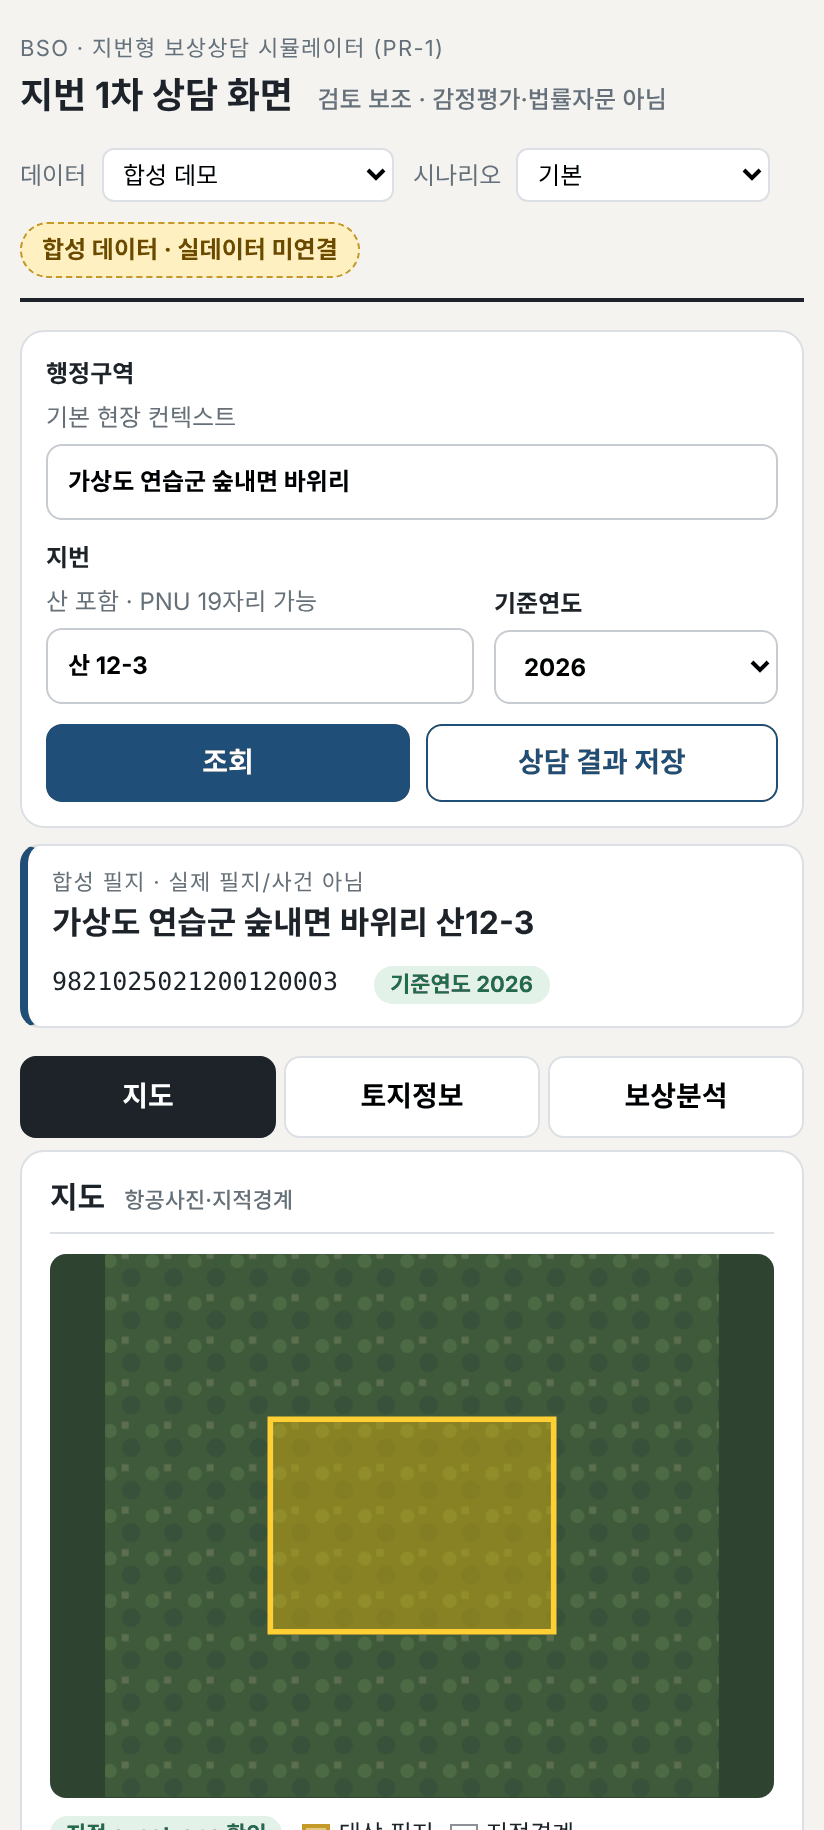 BSO · 지번형 보상상담 시뮬레이터 (PR-1)
지번 1차 상담 화면 검토 보조 · 감정평가·법률자문 아님
데이터 합성 데모 시나리오 기본
합성 데이터 · 실데이터 미연결
행정구역
기본 현장 컨텍스트
가상도 연습군 숲내면 바위리
지번
산 포함 · PNU 19자리 가능 기준연도
산 12-3 2026
조회 상담 결과 저장
합성 필지 · 실제 필지/사건 아님
가상도 연습군 숲내면 바위리 산12-3
9821025021200120003 기준연도 2026
지도 토지정보 보상분석
지도 항공사진·지적경계
대상 필지 지적경계